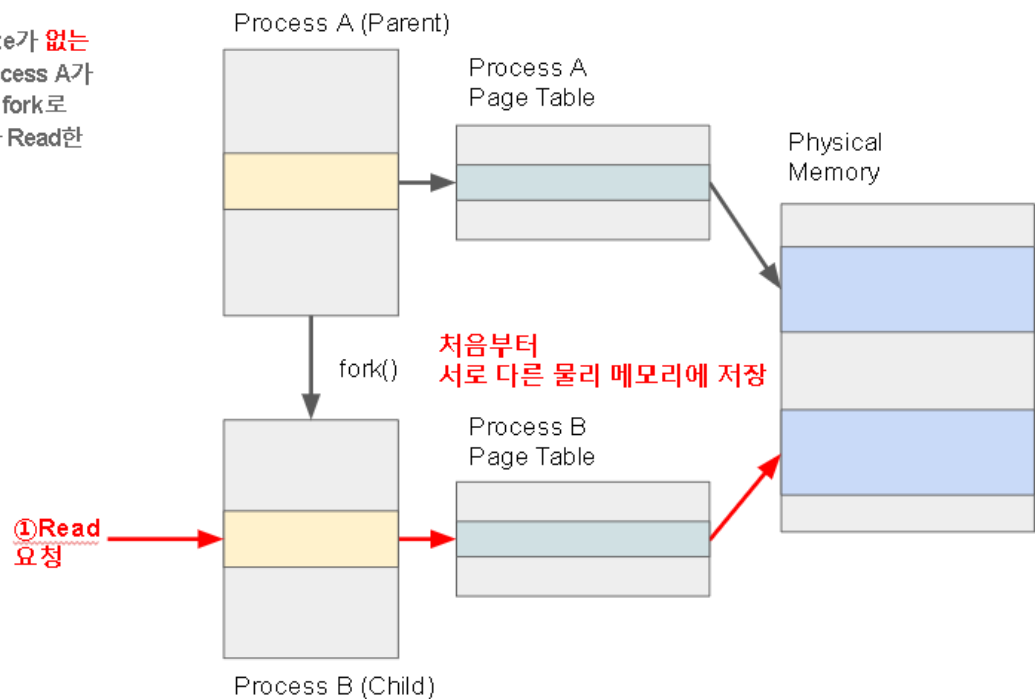 Process A (Parent)
가 없는
cess A가
fork로
Read한
Process A
Page Table
Physical
Memory
fork()
처음부터
서로 다른 물리 메모리에 저장
Process B
Page Table
①Read
요청
Process B (Child)